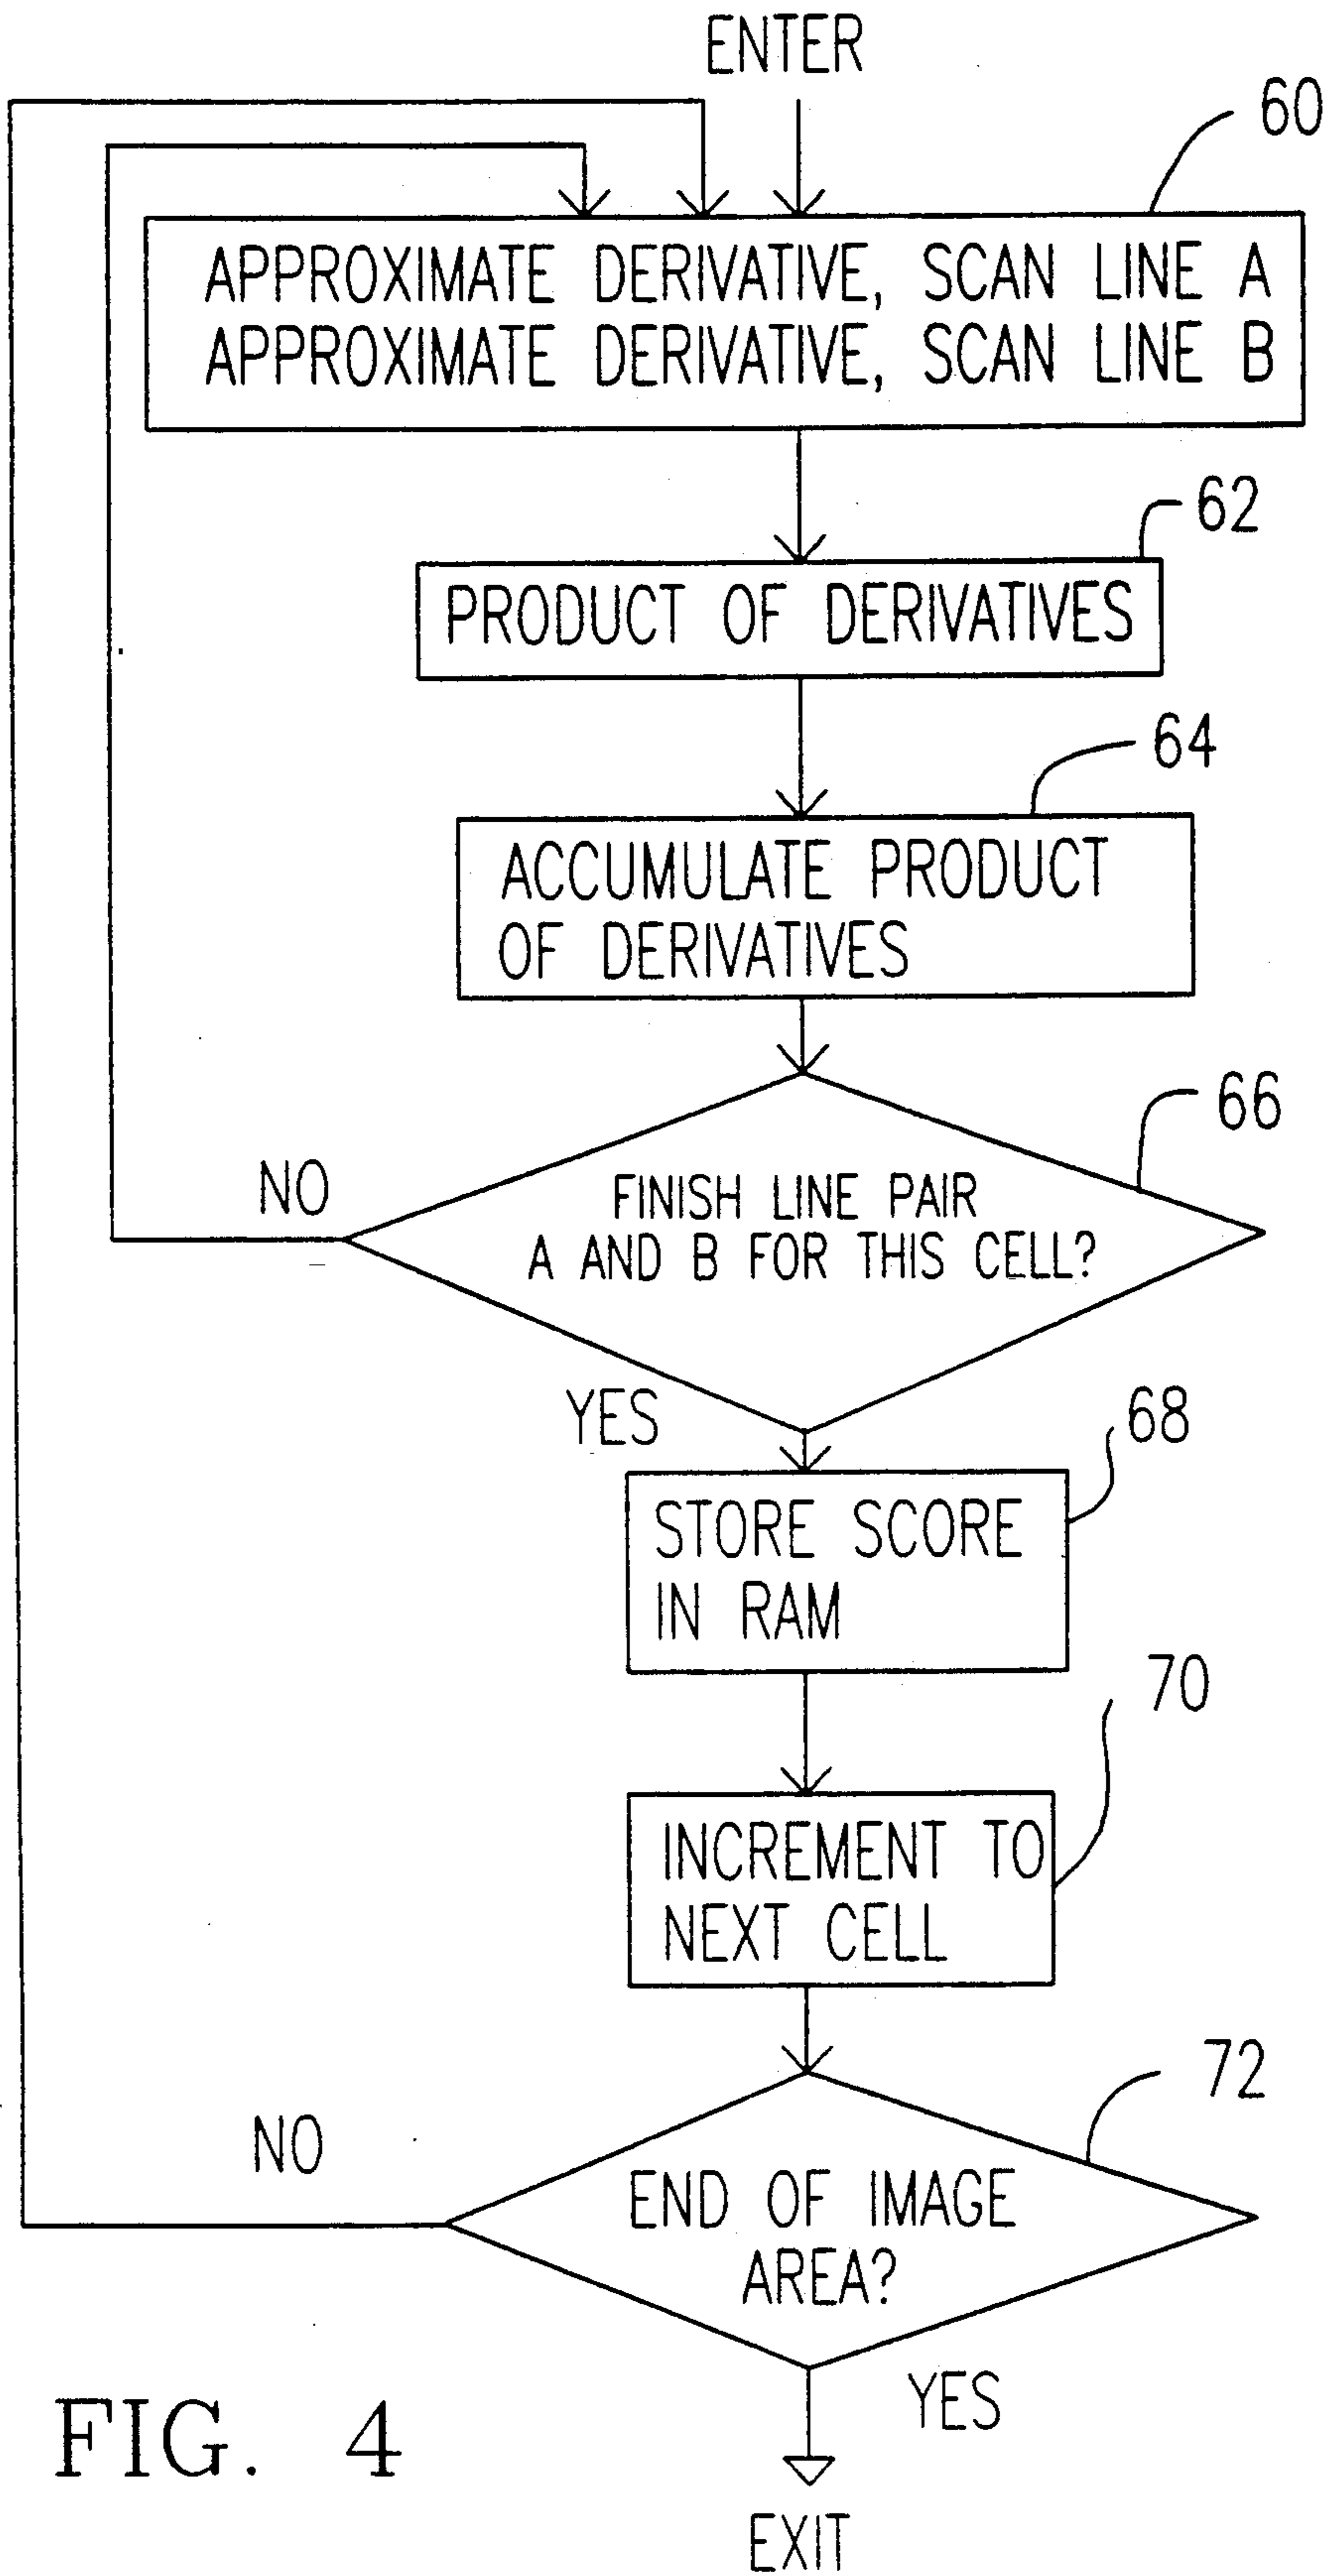 ENTER
60
APPROXIMATE DERIVATIVE, SCAN LINE A
APPROXIMATE DERIVATIVE, SCAN LINE B
62
PRODUCT OF DERIVATIVES
64
ACCUMULATE PRODUCT
OF DERIVATIVES
66
NO
FINISH LINE PAIR
A AND B FOR THIS CELL?
YES
68
STORE SCORE
IN RAM
70
INCREMENT TO
NEXT CELL
72
NO
END OF IMAGE
AREA?
YES
FIG. 4
EXIT